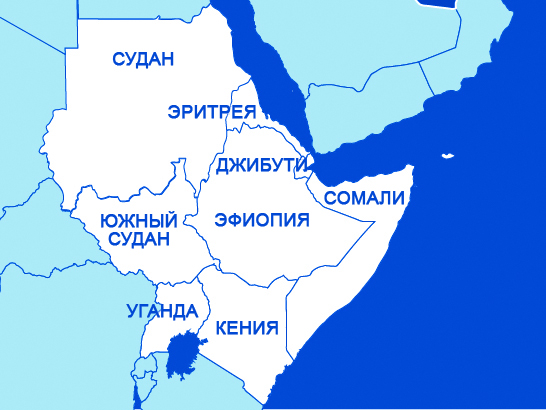 СУДАН
ЭРИТРЕЯ
ДЖИБУТИ
СОМАЛИ
ЮЖНЫЙ
СУДАН
ЭФИОПИЯ
УГАНДА
КЕНИЯ